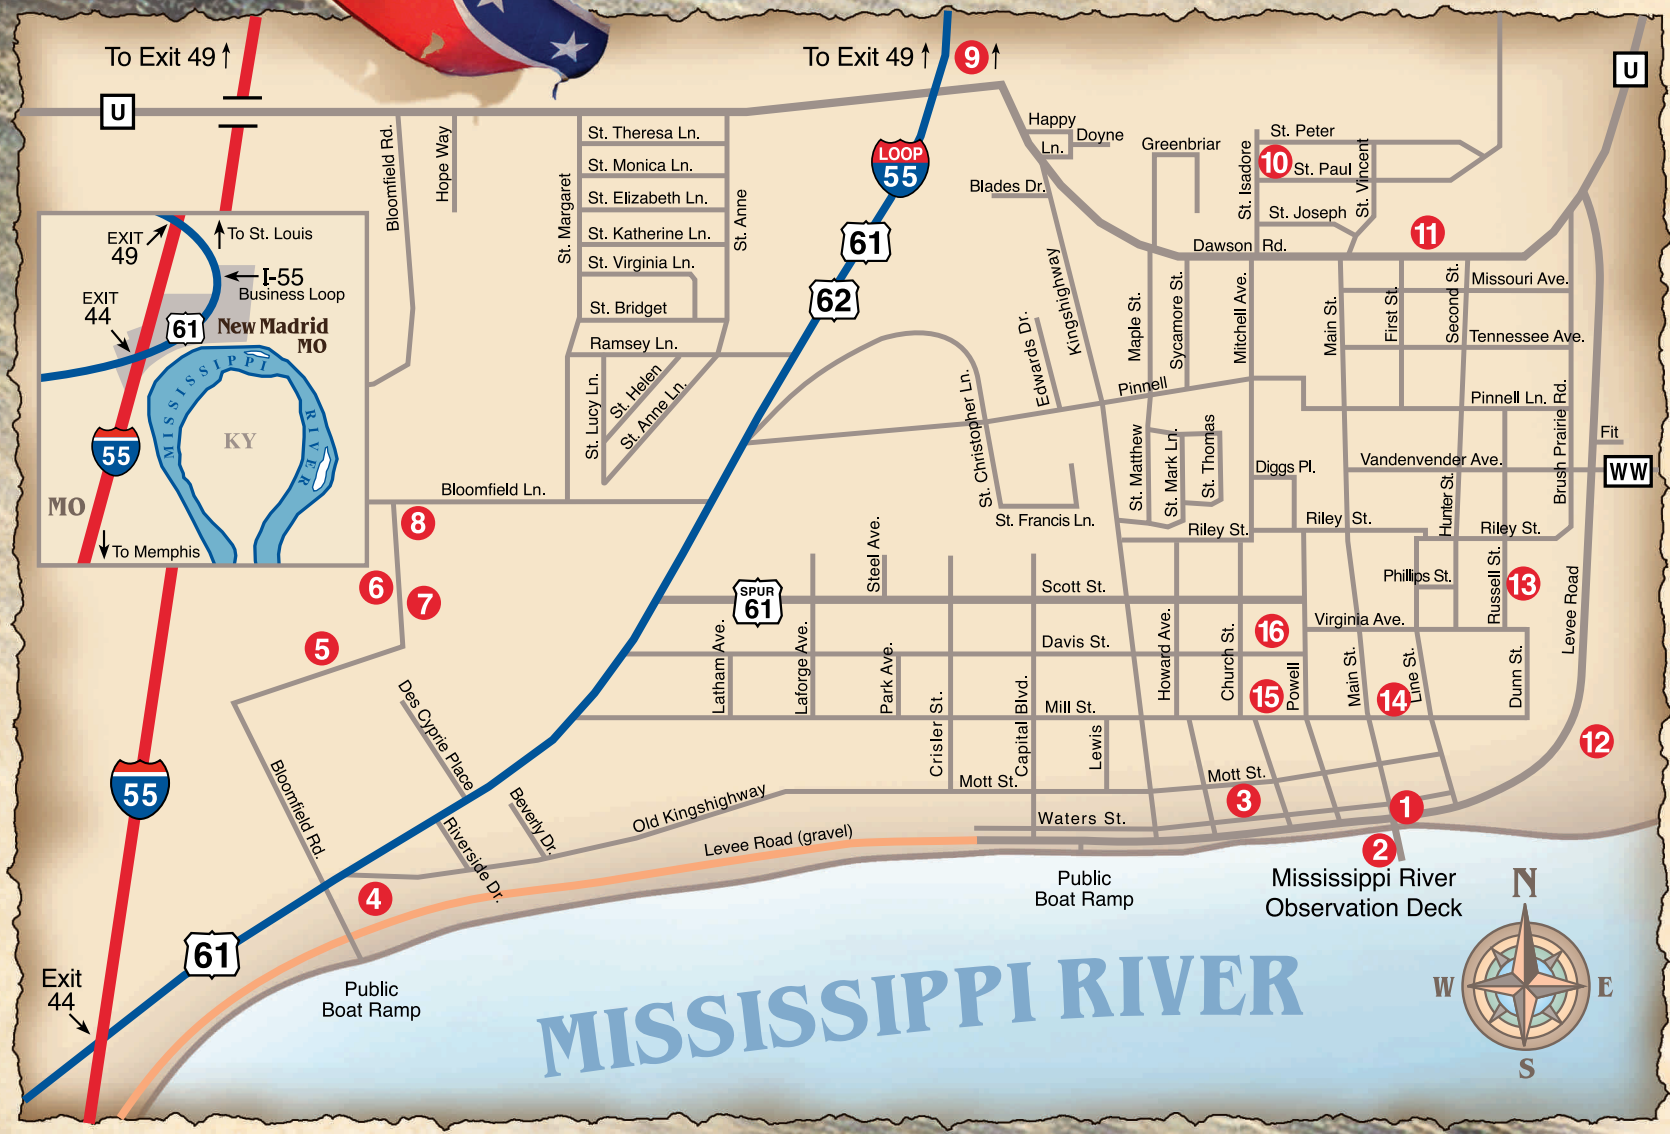 To Exit 49
To Exit 49
9
U
U
Bloomfield Rd.
Hope Way
St. Margaret
St. Theresa Ln.
St. Monica Ln.
St. Elizabeth Ln.
St. Katherine Ln.
St. Virginia Ln.
St. Bridget
St. Anne
Ramsey Ln.
St. Lucy Ln.
St. Helen
St. Anne Ln.
Bloomfield Ln.
LOOP
55
61
62
Happy
Ln.
Doyne
Blades Dr.
Greenbriar
St. Isadore
St. Peter
10
St. Paul
St. Vincent
St. Joseph
11
Dawson Rd.
Kingshighway
Edwards Dr.
Maple St.
Sycamore St.
Mitchell Ave.
Main St.
First St.
Second St.
Missouri Ave.
Tennessee Ave.
Pinnell
Pinnell Ln.
Brush Prairie Rd.
Fit
WW
Vandenvender Ave.
St. Christopher Ln.
St. Francis Ln.
St. Matthew
St. Mark Ln.
St. Thomas
Diggs Pl.
Riley St.
Riley St.
Hunter St.
Riley St.
Phillips St.
Russell St.
13
Levee Road
EXIT
49
To St. Louis
I-55
Business Loop
EXIT
44
61
New Madrid
MO
MISSISSIPPI
RIVER
KY
55
MO
To Memphis
8
6
7
5
SPUR
61
Steel Ave.
Scott St.
Davis St.
Mill St.
Latham Ave.
Laforge Ave.
Park Ave.
Crisler St.
Capital Blvd.
Lewis
Howard Ave.
Church St.
16
15
Powell
Virginia Ave.
Main St.
14
Line St.
Dunn St.
12
Des Cyprie Place
Bloomfield Rd.
55
Beverly Dr.
Riverside Dr.
Old Kingshighway
Mott St.
Mott St.
3
1
Waters St.
Levee Road (gravel)
2
4
61
Exit
44
Public
Boat Ramp
Public
Boat Ramp
Mississippi River
Observation Deck
MISSISSIPPI RIVER
N
W
E
S